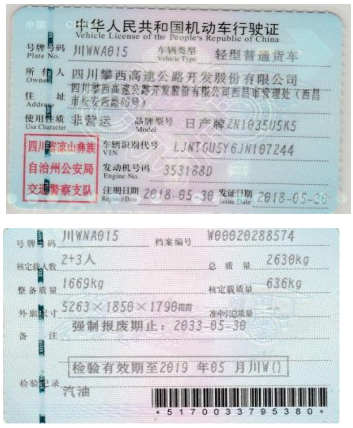 中华人民共和国机动车行驶证
Vehicle License of the People's Republic of China
号牌号码 川WNA015 车辆类型 轻型普通货车
Plate No. Vehicle Type
所有人 四川攀西高速公路开发股份有限公司
Owner
住址 四川攀西高速公路开发股份有限公司西昌市管理处（西昌
Address 市长安西路60号）
使用性质 非营运 品牌型号 日产牌ZN1035U5K5
Use Character Model
四川省凉山彝族
自治州公安局
交通警察支队
车辆识别代号 LJNTGU5Y6JN107244
VIN
发动机号码 353188D
Engine No.
注册日期 2018-05-30 发证日期 2018-05-30
Register Date Issue Date
号牌号码 川WNA015 档案编号 W00020288574
核定载人数 2+3人 总质量 2630kg
整备质量 1669kg 核定载质量 636kg
外廓尺寸 5263×1850×1790mm 准牵引总质量 --
备注 强制报废期止：2033-05-30
检验有效期至2019年05月川W()
检验记录
汽油
*5170033795380*